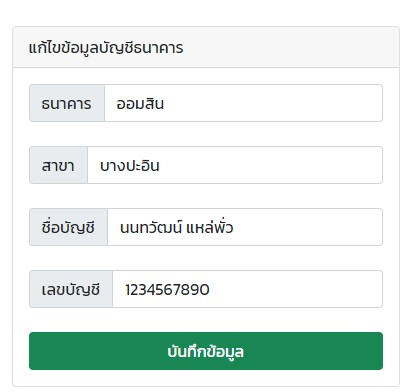 แก้ไขข้อมูลบัญชีธนาคาร
ธนาคาร ออมสิน
สาขา บางปะอิน
ชื่อบัญชี นนทวัฒน์ แหล่พั่ว
เลขบัญชี 1234567890
บันทึกข้อมูล